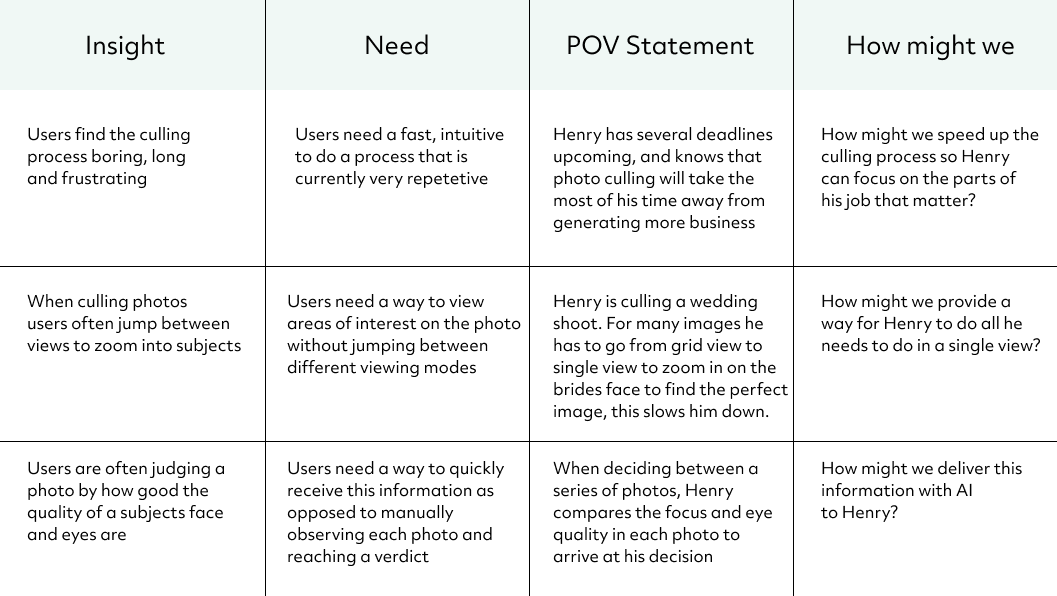 Insight
Need
POV Statement
How might we
Users find the culling
process boring, long
and frustrating
Users need a fast, intuitive
to do a process that is
currently very repetetive
Henry has several deadlines
upcoming, and knows that
photo culling will take the
most of his time away from
generating more business
How might we speed up the
culling process so Henry
can focus on the parts of
his job that matter?
When culling photos
users often jump between
views to zoom into subjects
Users need a way to view
areas of interest on the photo
without jumping between
different viewing modes
Henry is culling a wedding
shoot. For many images he
has to go from grid view to
single view to zoom in on the
brides face to find the perfect
image, this slows him down.
How might we provide a
way for Henry to do all he
needs to do in a single view?
Users are often judging a
photo by how good the
quality of a subjects face
and eyes are
Users need a way to quickly
receive this information as
opposed to manually
observing each photo and
reaching a verdict
When deciding between a
series of photos, Henry
compares the focus and eye
quality in each photo to
arrive at his decision
How might we deliver this
information with AI
to Henry?